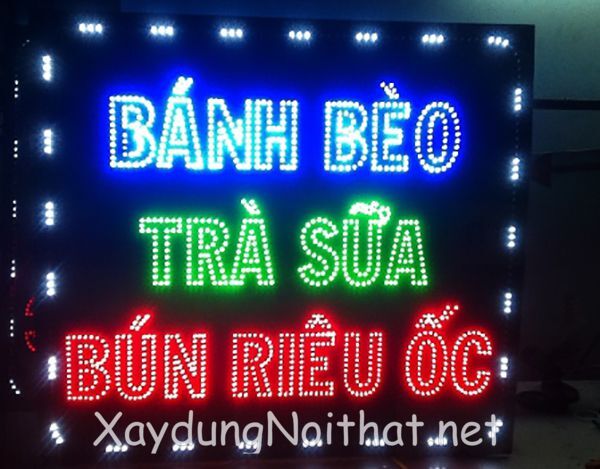 BÁNH BÈO
TRÀ SỮA
BÚN RIÊU ỐC
XaydungNoithat.net